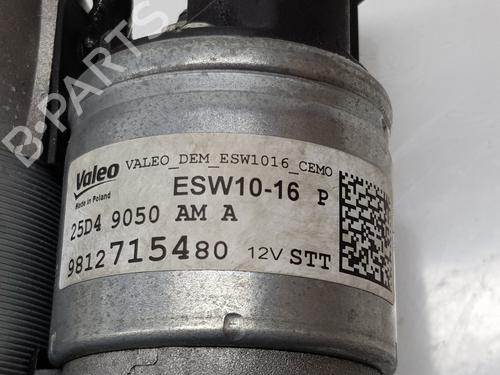 B-PARTS
VALEO_DEM_ESW1016_CEMO
Valeo
Made in Poland
ESW10-16 P
25D4 9050 AM A
9812715480 12V STT